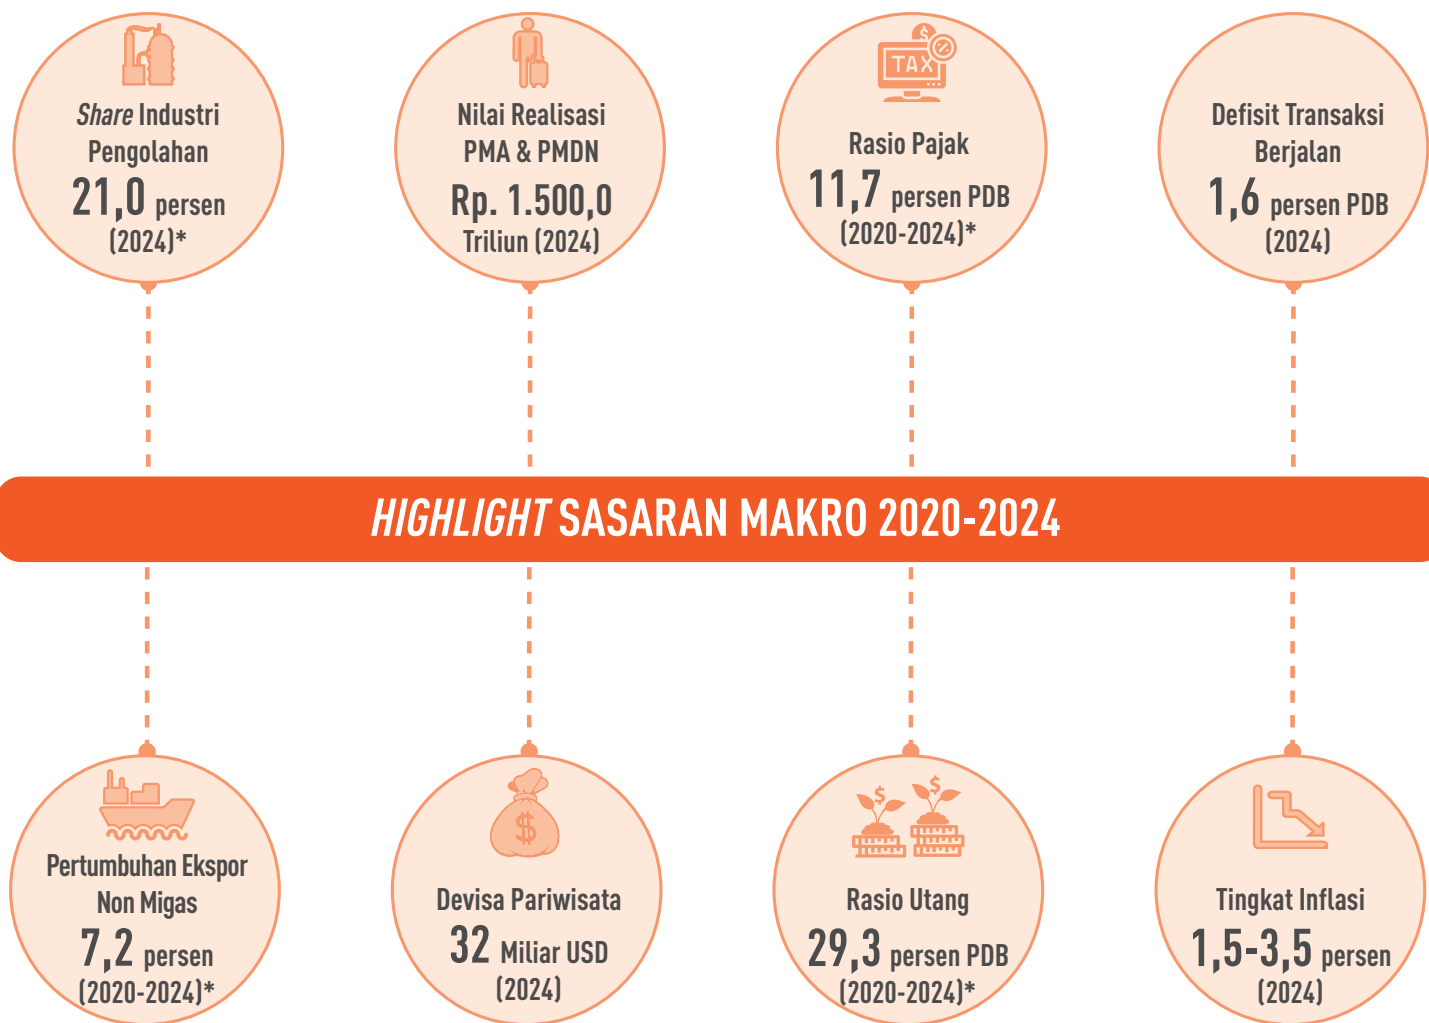 Share Industri
Pengolahan
21,0 persen
(2024)*
Nilai Realisasi
PMA & PMDN
Rp. 1.500,0
Triliun (2024)
$
TAX
%
Rasio Pajak
11,7 persen PDB
(2020-2024)*
Defisit Transaksi
Berjalan
1,6 persen PDB
(2024)
HIGHLIGHT SASARAN MAKRO 2020-2024
Pertumbuhan Ekspor
Non Migas
7,2 persen
(2020-2024)*
$
Devisa Pariwisata
32 Miliar USD
(2024)
$ $
Rasio Utang
29,3 persen PDB
(2020-2024)*
Tingkat Inflasi
1,5-3,5 persen
(2024)